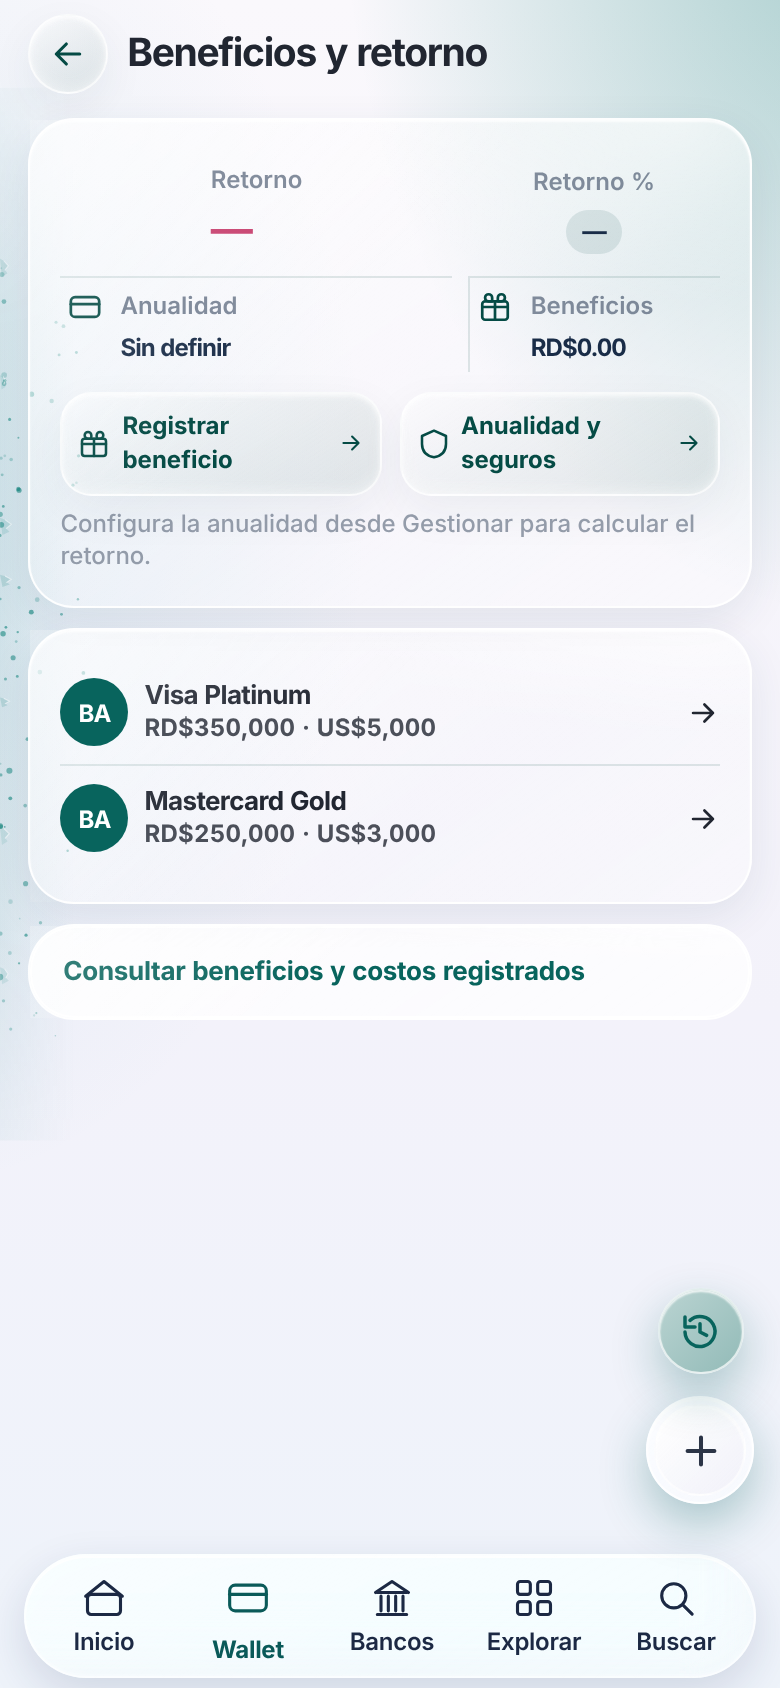 Beneficios y retorno
Retorno
Retorno %
—
—
Anualidad
Sin definir
Beneficios
RD$0.00
Registrar
beneficio
Anualidad y
seguros
Configura la anualidad desde Gestionar para calcular el
retorno.
BA
Visa Platinum
RD$350,000 · US$5,000
BA
Mastercard Gold
RD$250,000 · US$3,000
Consultar beneficios y costos registrados
Inicio
Wallet
Bancos
Explorar
Buscar